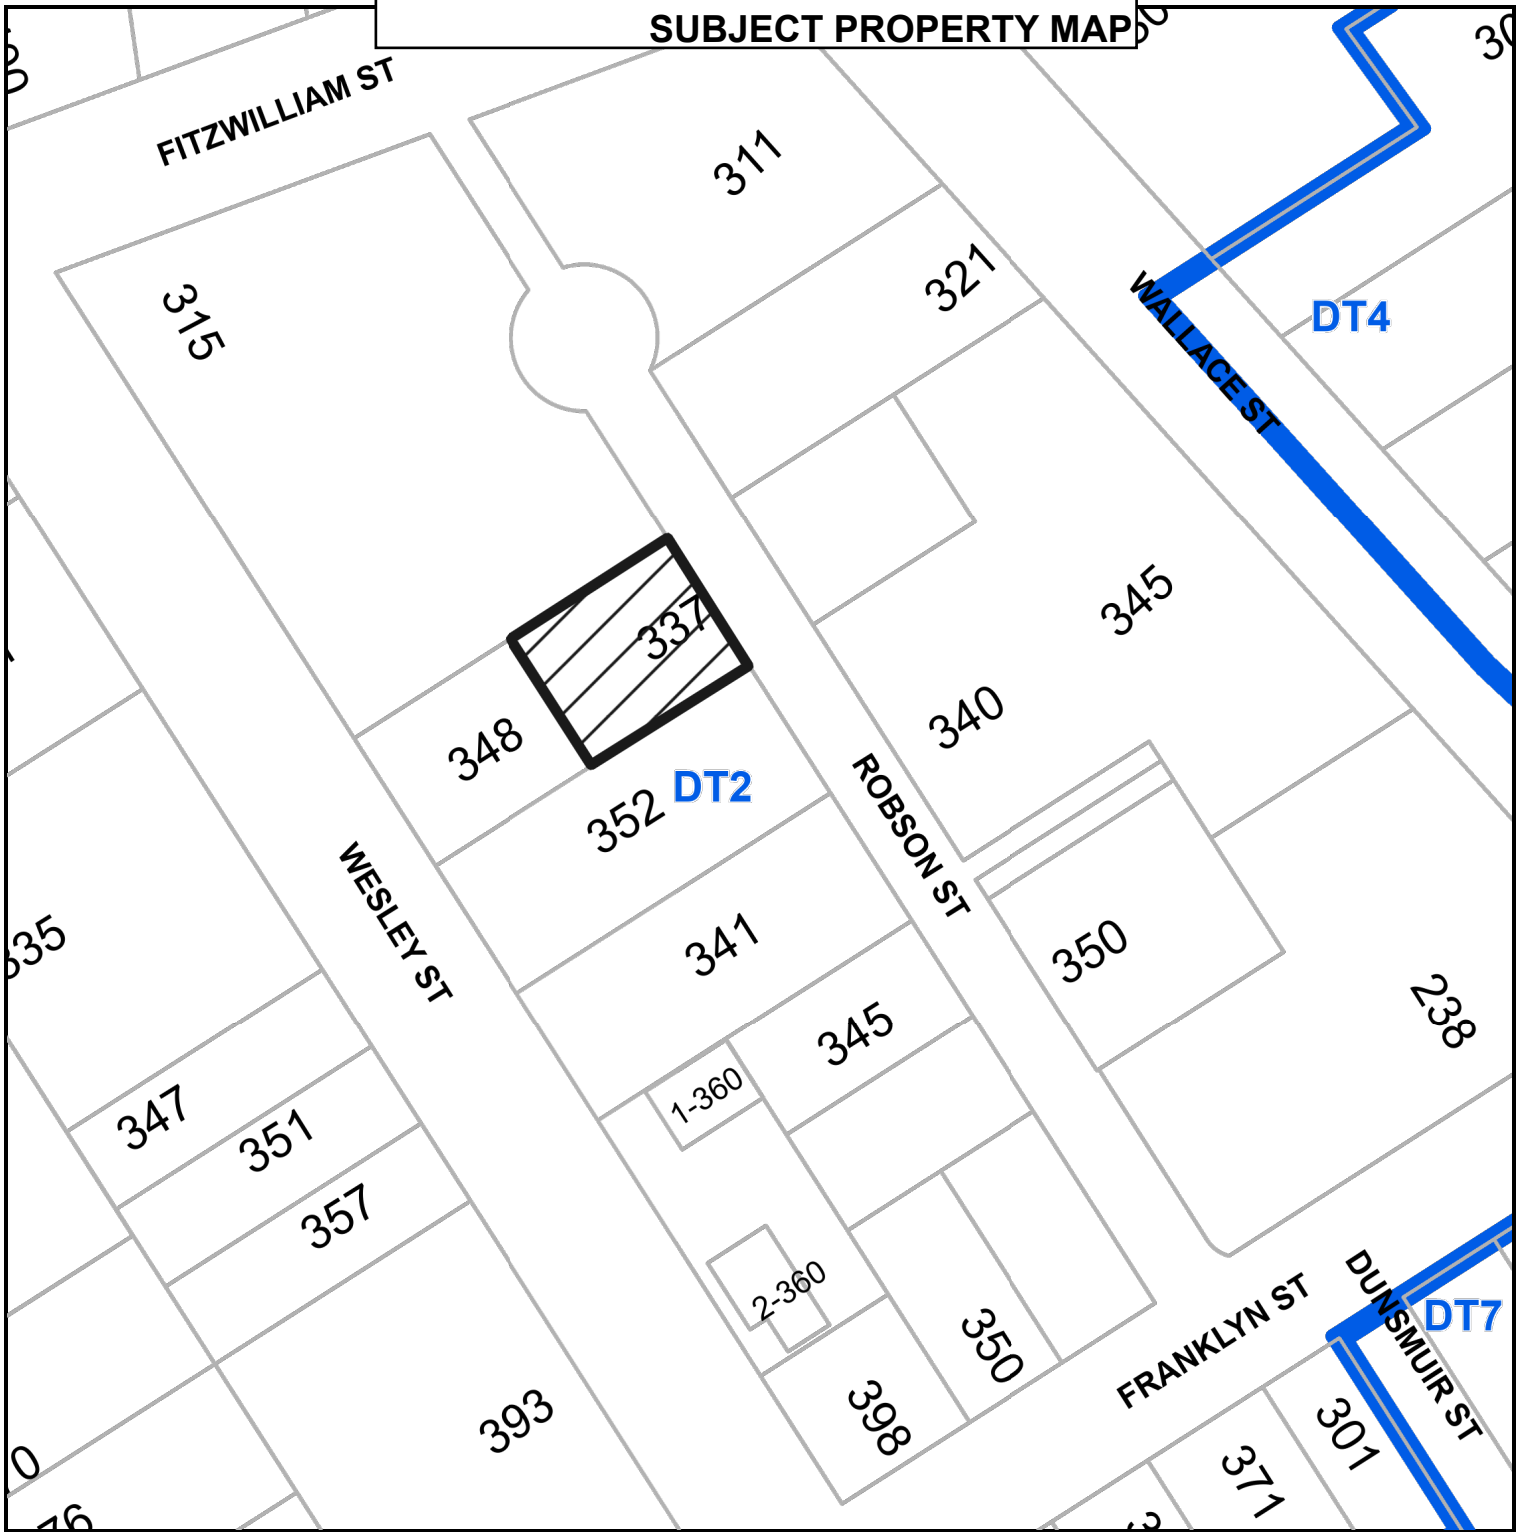 SUBJECT PROPERTY MAP
FITZWILLIAM ST
311
321
315
WALLACE ST
DT4
337
345
340
348
352
DT2
ROBSON ST
WESLEY ST
341
350
345
238
1-360
347
351
357
2-360
350
398
393
FRANKLYN ST
DUNSMUIR ST
DT7
301
371